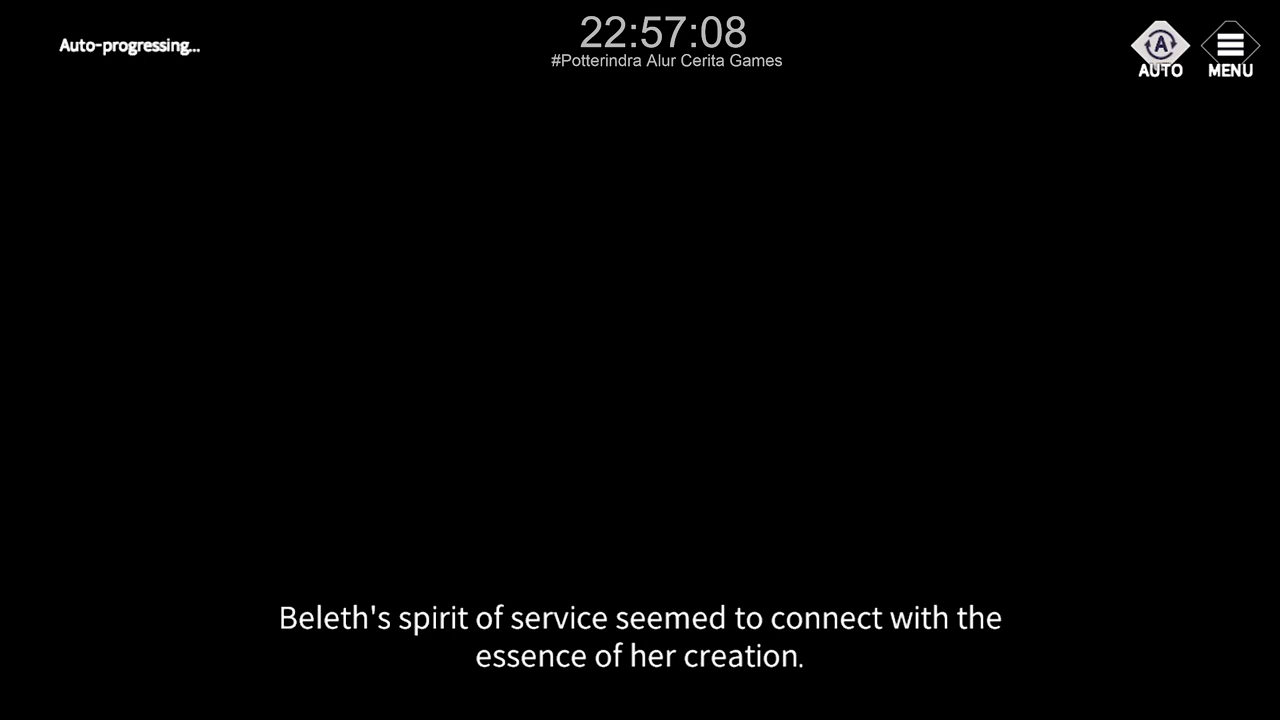 Auto-progressing...
22:57:08
#Potterindra Alur Cerita Games
A
AUTO
MENU
Beleth's spirit of service seemed to connect with the
essence of her creation.